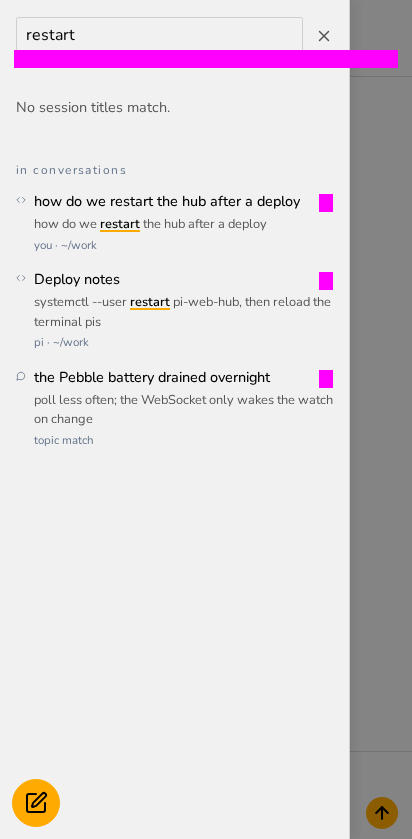 restart
No session titles match.
in conversations
how do we restart the hub after a deploy
how do we restart the hub after a deploy
you · ~/work
Deploy notes
systemctl --user restart pi-web-hub, then reload the
terminal pis
pi · ~/work
the Pebble battery drained overnight
poll less often; the WebSocket only wakes the watch
on change
topic match